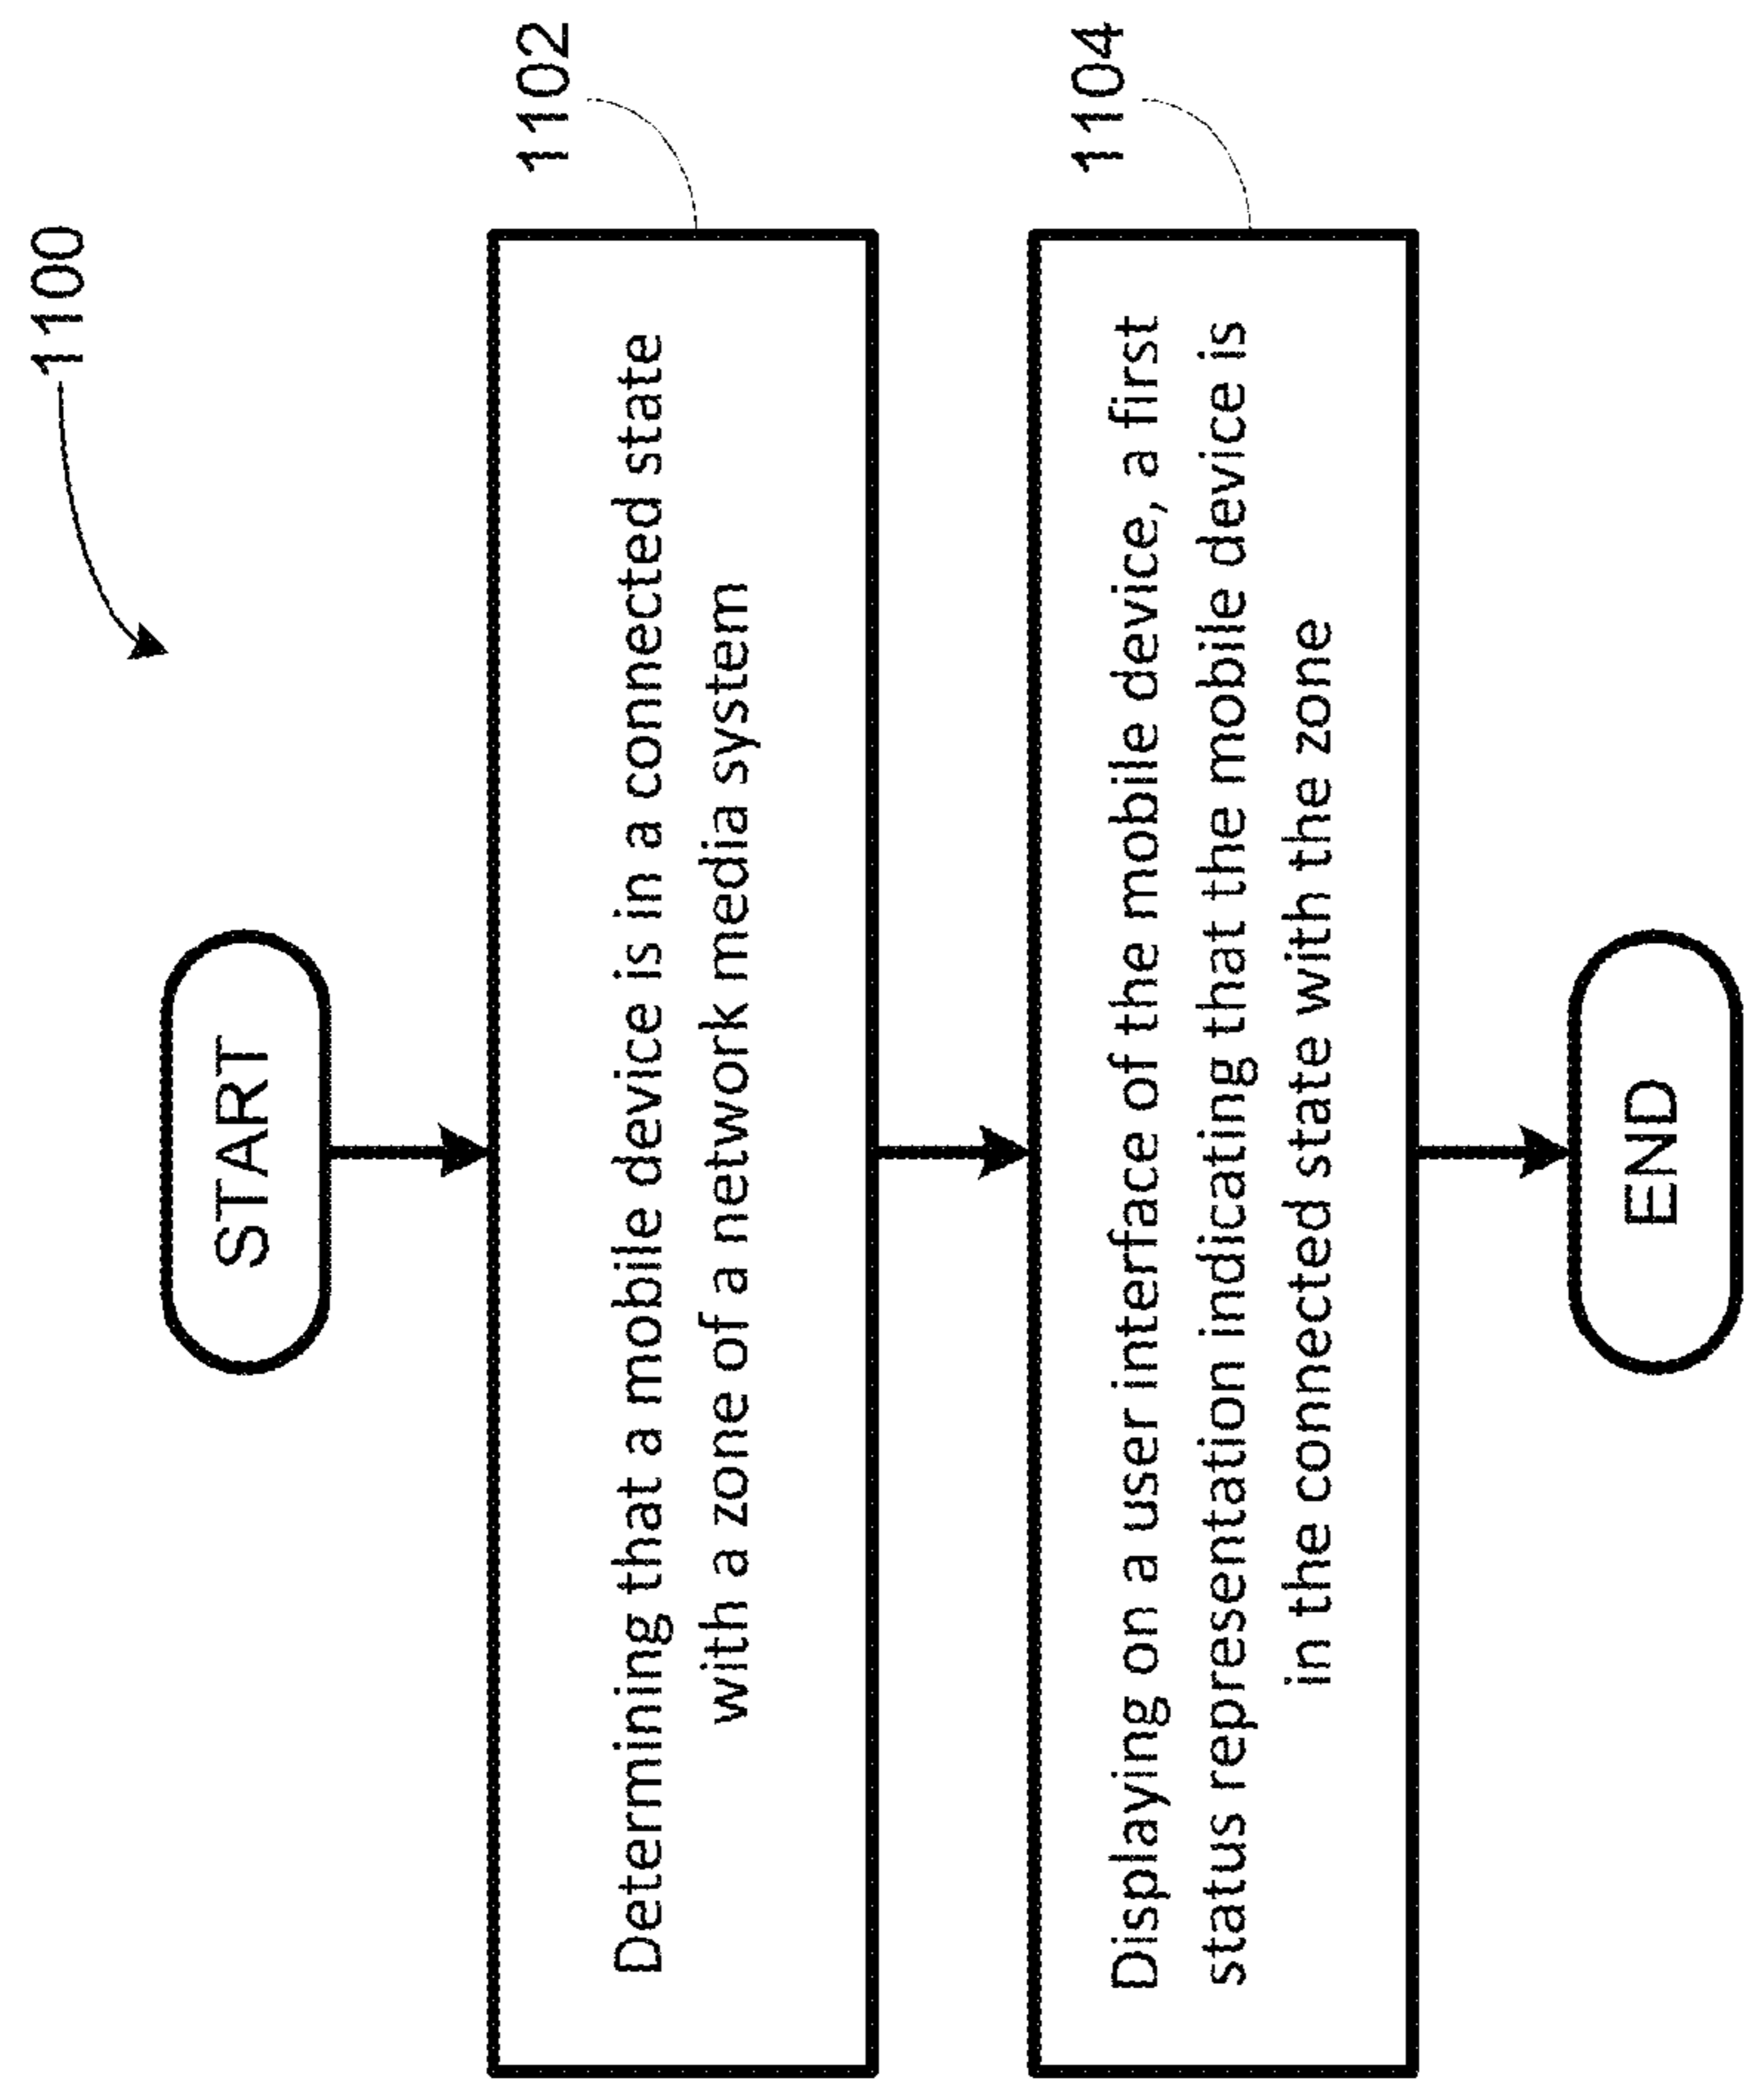 1100
START
1102
Determining that a mobile device is in a connected state
with a zone of a network media system
1104
Displaying on a user interface of the mobile device, a first
status representation indicating that the mobile device is
in the connected state with the zone
END